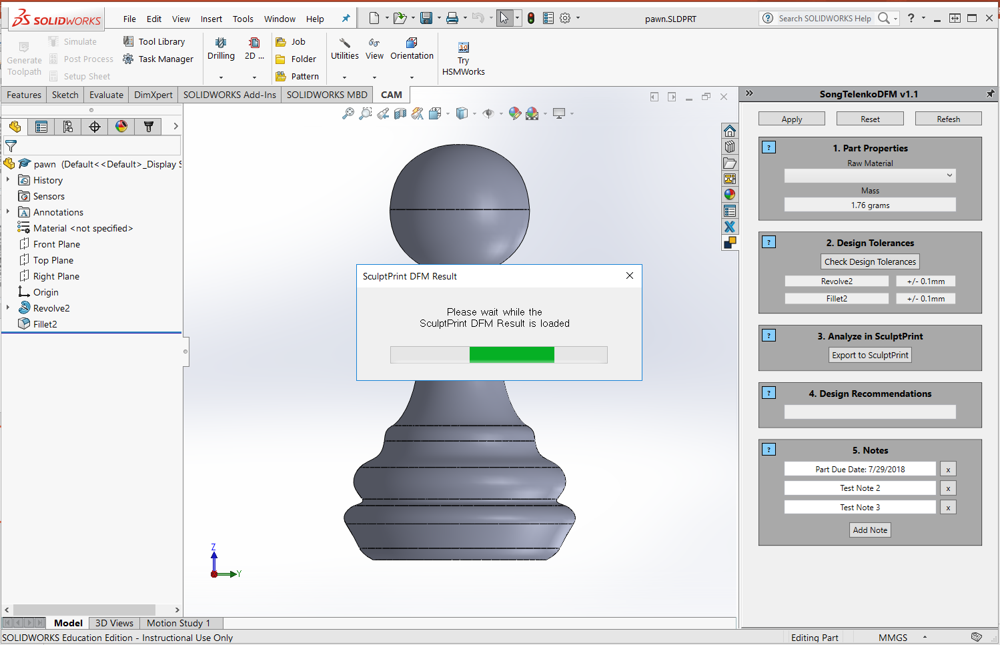 SOLIDWORKS
File Edit View Insert Tools Window Help
pawn.SLDPRT
Search SOLIDWORKS Help
?
Generate Toolpath
Simulate
Post Process
Setup Sheet
Tool Library
Task Manager
Drilling
2D ...
Job
Folder
Pattern
Utilities
View
Orientation
Try
HSMWorks
Features Sketch Evaluate DimXpert SOLIDWORKS Add-Ins SOLIDWORKS MBD CAM
pawn (Default<<Default>_Display S
History
Sensors
Annotations
Material <not specified>
Front Plane
Top Plane
Right Plane
Origin
Revolve2
Fillet2
SculptPrint DFM Result
Please wait while the
SculptPrint DFM Result is loaded
Z
Y
SongTelenkoDFM v1.1
Apply Reset Refesh
? 1. Part Properties
Raw Material
Mass
1.76 grams
? 2. Design Tolerances
Check Design Tolerances
Revolve2 +/- 0.1mm
Fillet2 +/- 0.1mm
? 3. Analyze in SculptPrint
Export to SculptPrint
? 4. Design Recommendations
? 5. Notes
Part Due Date: 7/29/2018 x
Test Note 2 x
Test Note 3 x
Add Note
Model 3D Views Motion Study 1
SOLIDWORKS Education Edition - Instructional Use Only
Editing Part MMGS